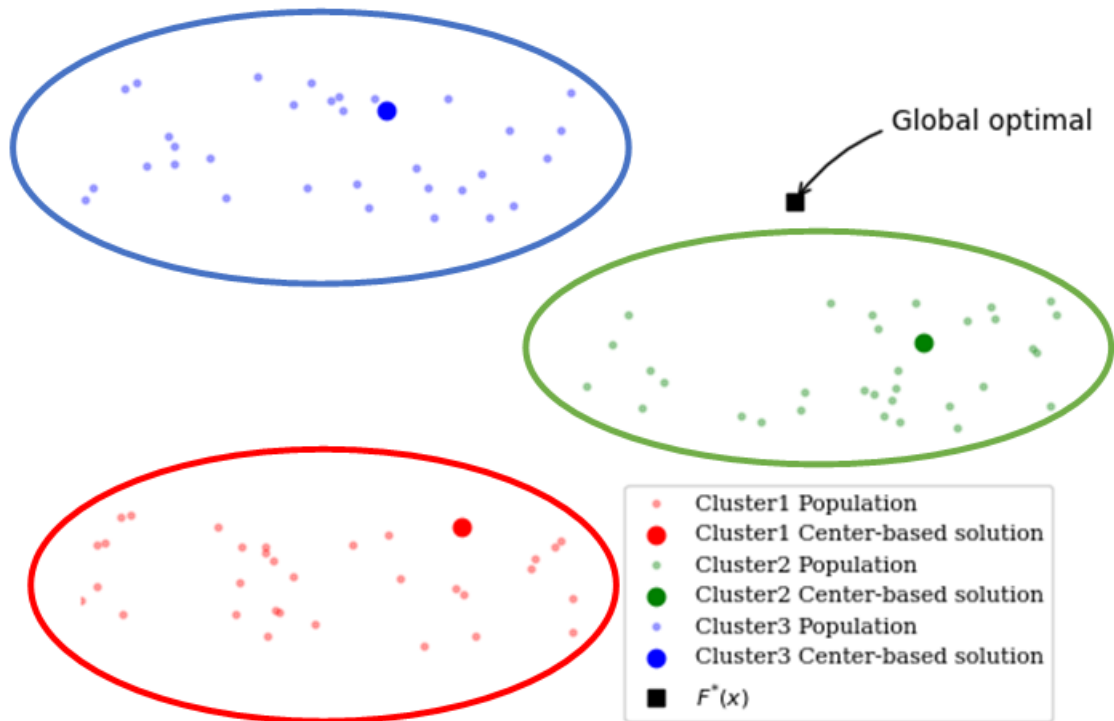 Global optimal
Cluster1 Population
Cluster1 Center-based solution
Cluster2 Population
Cluster2 Center-based solution
Cluster3 Population
Cluster3 Center-based solution
F*(x)